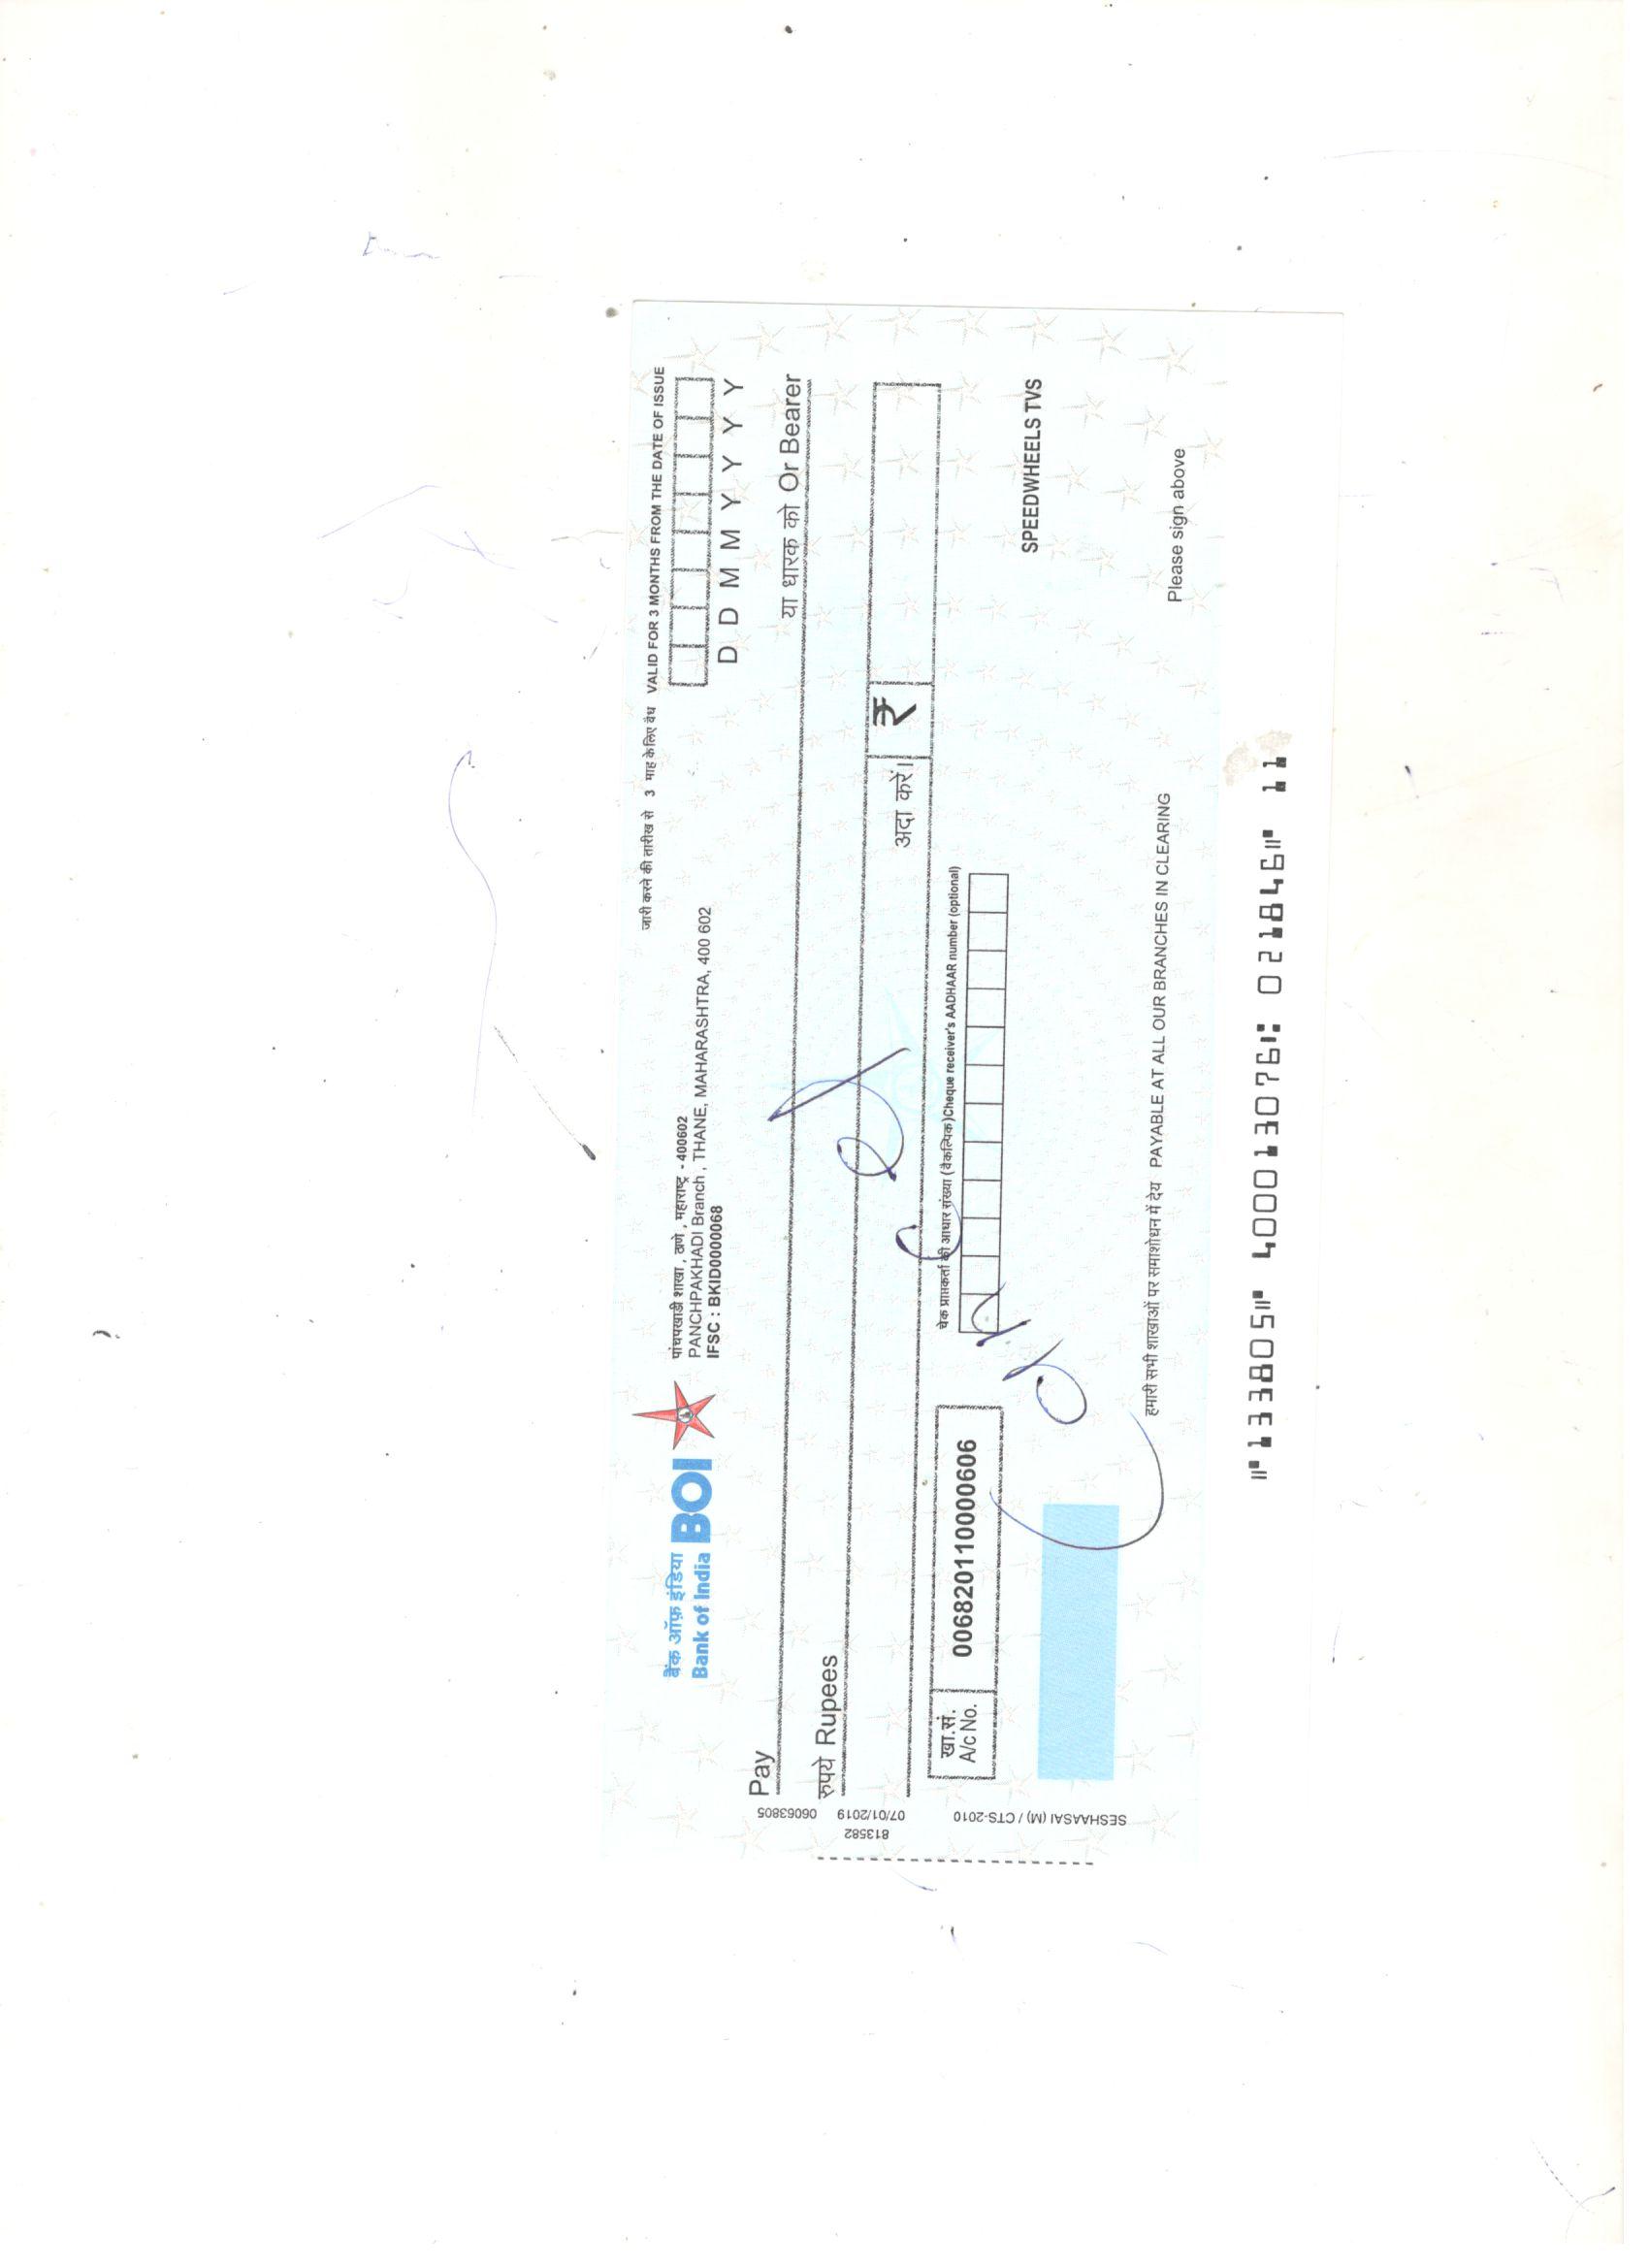 जारी करने की तारीख से 3 माह के लिए वैध VALID FOR 3 MONTHS FROM THE DATE OF ISSUE
बैंक ऑफ़ इंडिया
Bank of India BOI
पांचपखाडी शाखा , ठाणे , महाराष्ट्र - 400602
PANCHPAKHADI Branch , THANE, MAHARASHTRA, 400 602
IFSC : BKID0000068
D D M M Y Y Y Y
Pay
या धारक को Or Bearer
रुपये Rupees
अदा करें।
₹
चेक प्राप्तकर्ता की आधार संख्या ( वैकल्पिक )Cheque receiver's AADHAAR number (optional)
खा.सं.
A/c No.
006820110000606
SPEEDWHEELS TVS
हमारी सभी शाखाओं पर समाशोधन में देय PAYABLE AT ALL OUR BRANCHES IN CLEARING
Please sign above
⑈133805⑈ 400013076⑆ 021846⑈ 11
06063805
07/01/2019
813582
SESHAASAI (M) / CTS-2010